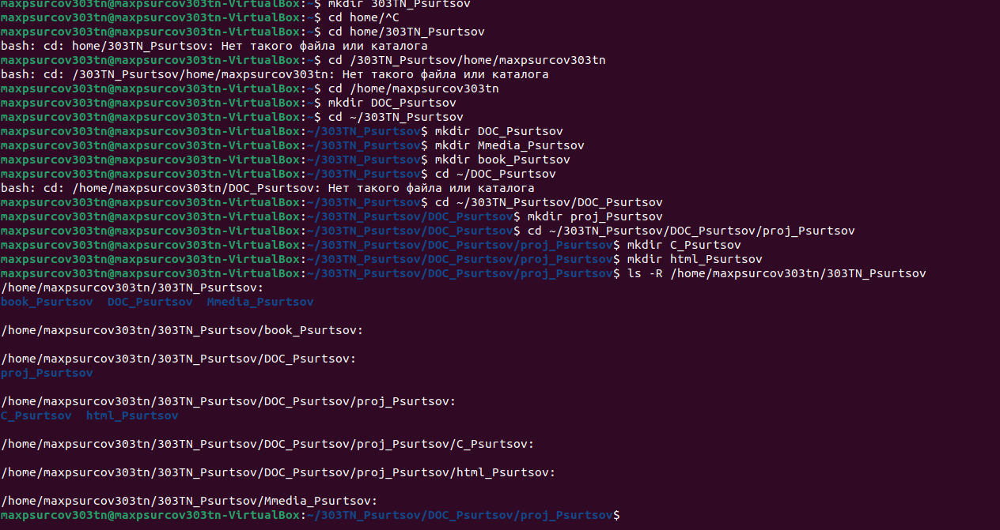 maxpsurcov303tn@maxpsurcov303tn-VirtualBox:~$ mkdir 303TN_Psurtsov
maxpsurcov303tn@maxpsurcov303tn-VirtualBox:~$ cd home/^C
maxpsurcov303tn@maxpsurcov303tn-VirtualBox:~$ cd home/303TN_Psurtsov
bash: cd: home/303TN_Psurtsov: Нет такого файла или каталога
maxpsurcov303tn@maxpsurcov303tn-VirtualBox:~$ cd /303TN_Psurtsov/home/maxpsurcov303tn
bash: cd: /303TN_Psurtsov/home/maxpsurcov303tn: Нет такого файла или каталога
maxpsurcov303tn@maxpsurcov303tn-VirtualBox:~$ cd /home/maxpsurcov303tn
maxpsurcov303tn@maxpsurcov303tn-VirtualBox:~$ mkdir DOC_Psurtsov
maxpsurcov303tn@maxpsurcov303tn-VirtualBox:~$ cd ~/303TN_Psurtsov
maxpsurcov303tn@maxpsurcov303tn-VirtualBox:~/303TN_Psurtsov$ mkdir DOC_Psurtsov
maxpsurcov303tn@maxpsurcov303tn-VirtualBox:~/303TN_Psurtsov$ mkdir Mmedia_Psurtsov
maxpsurcov303tn@maxpsurcov303tn-VirtualBox:~/303TN_Psurtsov$ mkdir book_Psurtsov
maxpsurcov303tn@maxpsurcov303tn-VirtualBox:~/303TN_Psurtsov$ cd ~/DOC_Psurtsov
bash: cd: /home/maxpsurcov303tn/DOC_Psurtsov: Нет такого файла или каталога
maxpsurcov303tn@maxpsurcov303tn-VirtualBox:~/303TN_Psurtsov$ cd ~/303TN_Psurtsov/DOC_Psurtsov
maxpsurcov303tn@maxpsurcov303tn-VirtualBox:~/303TN_Psurtsov/DOC_Psurtsov$ mkdir proj_Psurtsov
maxpsurcov303tn@maxpsurcov303tn-VirtualBox:~/303TN_Psurtsov/DOC_Psurtsov$ cd ~/303TN_Psurtsov/DOC_Psurtsov/proj_Psurtsov
maxpsurcov303tn@maxpsurcov303tn-VirtualBox:~/303TN_Psurtsov/DOC_Psurtsov/proj_Psurtsov$ mkdir C_Psurtsov
maxpsurcov303tn@maxpsurcov303tn-VirtualBox:~/303TN_Psurtsov/DOC_Psurtsov/proj_Psurtsov$ mkdir html_Psurtsov
maxpsurcov303tn@maxpsurcov303tn-VirtualBox:~/303TN_Psurtsov/DOC_Psurtsov/proj_Psurtsov$ ls -R /home/maxpsurcov303tn/303TN_Psurtsov
/home/maxpsurcov303tn/303TN_Psurtsov:
book_Psurtsov  DOC_Psurtsov  Mmedia_Psurtsov
/home/maxpsurcov303tn/303TN_Psurtsov/book_Psurtsov:
/home/maxpsurcov303tn/303TN_Psurtsov/DOC_Psurtsov:
proj_Psurtsov
/home/maxpsurcov303tn/303TN_Psurtsov/DOC_Psurtsov/proj_Psurtsov:
C_Psurtsov  html_Psurtsov
/home/maxpsurcov303tn/303TN_Psurtsov/DOC_Psurtsov/proj_Psurtsov/C_Psurtsov:
/home/maxpsurcov303tn/303TN_Psurtsov/DOC_Psurtsov/proj_Psurtsov/html_Psurtsov:
/home/maxpsurcov303tn/303TN_Psurtsov/Mmedia_Psurtsov:
maxpsurcov303tn@maxpsurcov303tn-VirtualBox:~/303TN_Psurtsov/DOC_Psurtsov/proj_Psurtsov$